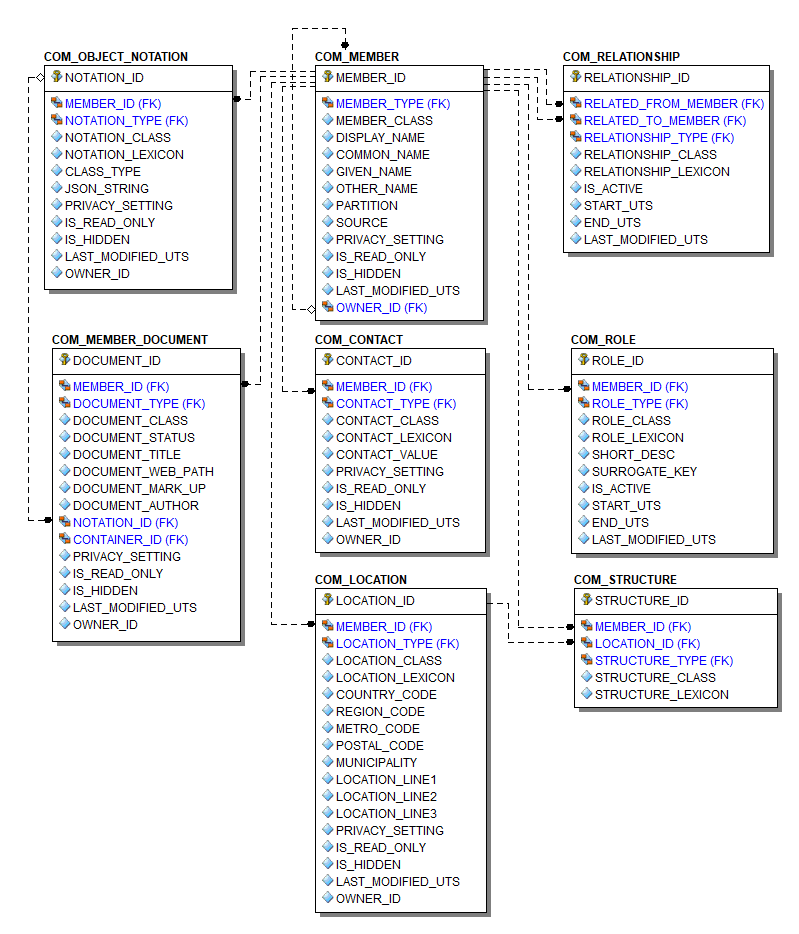 COM_OBJECT_NOTATION
NOTATION_ID
MEMBER_ID (FK)
NOTATION_TYPE (FK)
NOTATION_CLASS
NOTATION_LEXICON
CLASS_TYPE
JSON_STRING
PRIVACY_SETTING
IS_READ_ONLY
IS_HIDDEN
LAST_MODIFIED_UTS
OWNER_ID
COM_MEMBER
MEMBER_ID
MEMBER_TYPE (FK)
MEMBER_CLASS
DISPLAY_NAME
COMMON_NAME
GIVEN_NAME
OTHER_NAME
PARTITION
SOURCE
PRIVACY_SETTING
IS_READ_ONLY
IS_HIDDEN
LAST_MODIFIED_UTS
OWNER_ID (FK)
COM_RELATIONSHIP
RELATIONSHIP_ID
RELATED_FROM_MEMBER (FK)
RELATED_TO_MEMBER (FK)
RELATIONSHIP_TYPE (FK)
RELATIONSHIP_CLASS
RELATIONSHIP_LEXICON
IS_ACTIVE
START_UTS
END_UTS
LAST_MODIFIED_UTS
COM_MEMBER_DOCUMENT
DOCUMENT_ID
MEMBER_ID (FK)
DOCUMENT_TYPE (FK)
DOCUMENT_CLASS
DOCUMENT_STATUS
DOCUMENT_TITLE
DOCUMENT_WEB_PATH
DOCUMENT_MARK_UP
DOCUMENT_AUTHOR
NOTATION_ID (FK)
CONTAINER_ID (FK)
PRIVACY_SETTING
IS_READ_ONLY
IS_HIDDEN
LAST_MODIFIED_UTS
OWNER_ID
COM_CONTACT
CONTACT_ID
MEMBER_ID (FK)
CONTACT_TYPE (FK)
CONTACT_CLASS
CONTACT_LEXICON
CONTACT_VALUE
PRIVACY_SETTING
IS_READ_ONLY
IS_HIDDEN
LAST_MODIFIED_UTS
OWNER_ID
COM_ROLE
ROLE_ID
MEMBER_ID (FK)
ROLE_TYPE (FK)
ROLE_CLASS
ROLE_LEXICON
SHORT_DESC
SURROGATE_KEY
IS_ACTIVE
START_UTS
END_UTS
LAST_MODIFIED_UTS
COM_LOCATION
LOCATION_ID
MEMBER_ID (FK)
LOCATION_TYPE (FK)
LOCATION_CLASS
LOCATION_LEXICON
COUNTRY_CODE
REGION_CODE
METRO_CODE
POSTAL_CODE
MUNICIPALITY
LOCATION_LINE1
LOCATION_LINE2
LOCATION_LINE3
PRIVACY_SETTING
IS_READ_ONLY
IS_HIDDEN
LAST_MODIFIED_UTS
OWNER_ID
COM_STRUCTURE
STRUCTURE_ID
MEMBER_ID (FK)
LOCATION_ID (FK)
STRUCTURE_TYPE (FK)
STRUCTURE_CLASS
STRUCTURE_LEXICON